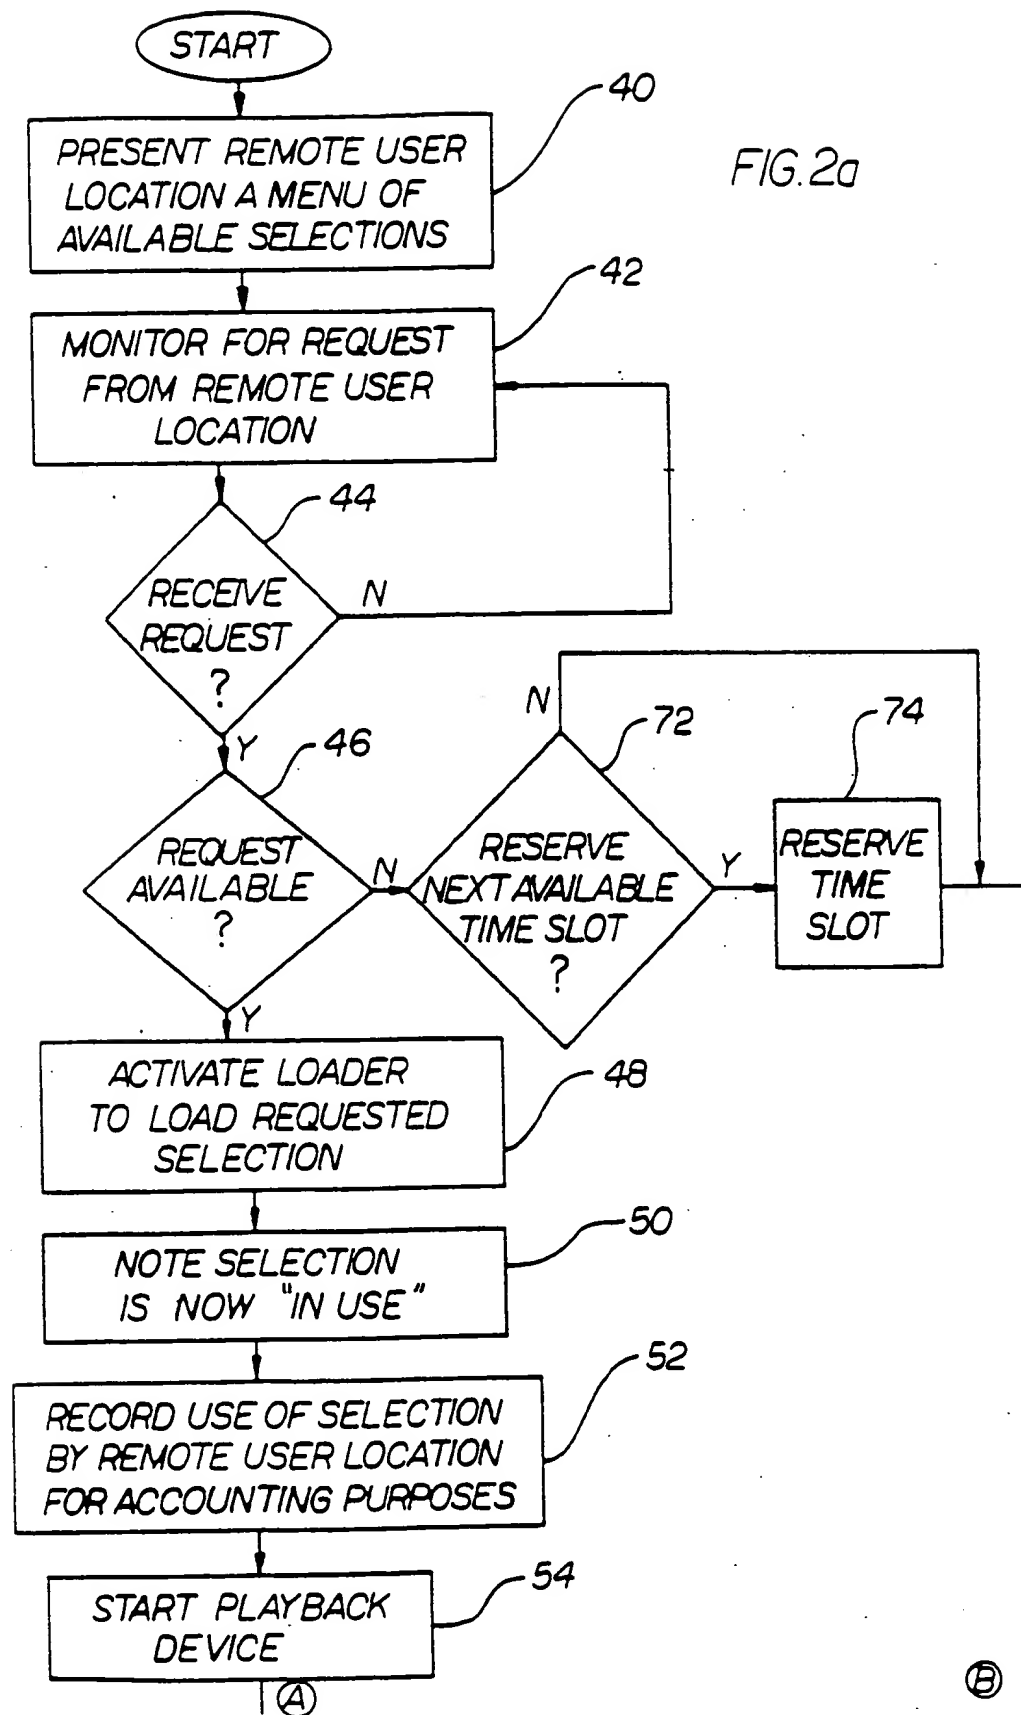 START
40
PRESENT REMOTE USER
LOCATION A MENU OF
AVAILABLE SELECTIONS
FIG. 2a
42
MONITOR FOR REQUEST
FROM REMOTE USER
LOCATION
44
RECEIVE
REQUEST
?
N
Y
46
REQUEST
AVAILABLE
?
N
72
N
RESERVE
NEXT AVAILABLE
TIME SLOT
?
Y
74
RESERVE
TIME
SLOT
Y
ACTIVATE LOADER
TO LOAD REQUESTED
SELECTION
48
NOTE SELECTION
IS NOW "IN USE"
50
RECORD USE OF SELECTION
BY REMOTE USER LOCATION
FOR ACCOUNTING PURPOSES
52
START PLAYBACK
DEVICE
54
A
B